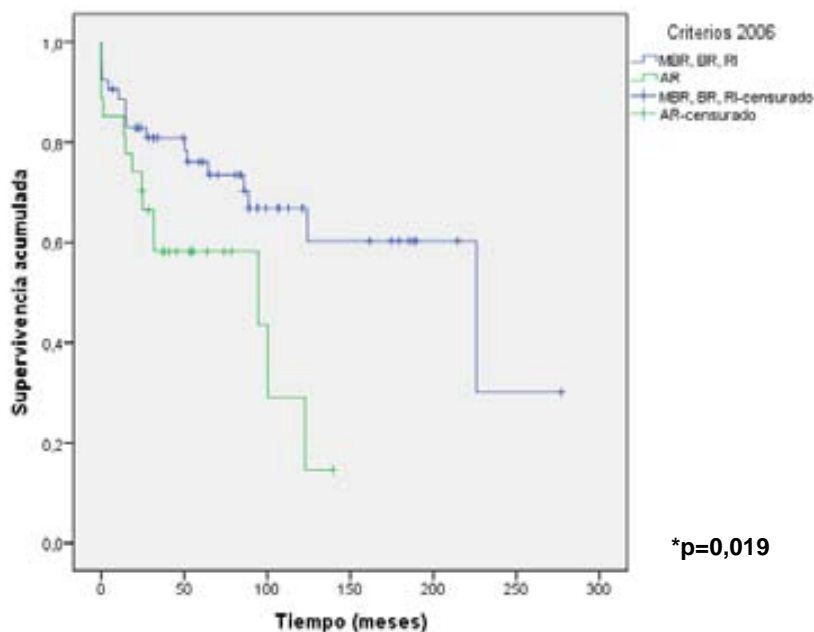 Criterios 2006
MBR, BR, RI
AR
MBR, BR, RI-censurado
AR-censurado
1,0
0,8
0,6
0,4
0,2
0,0
Supervivencia acumulada
0 50 100 150 200 250 300
Tiempo (meses)
*p=0,019